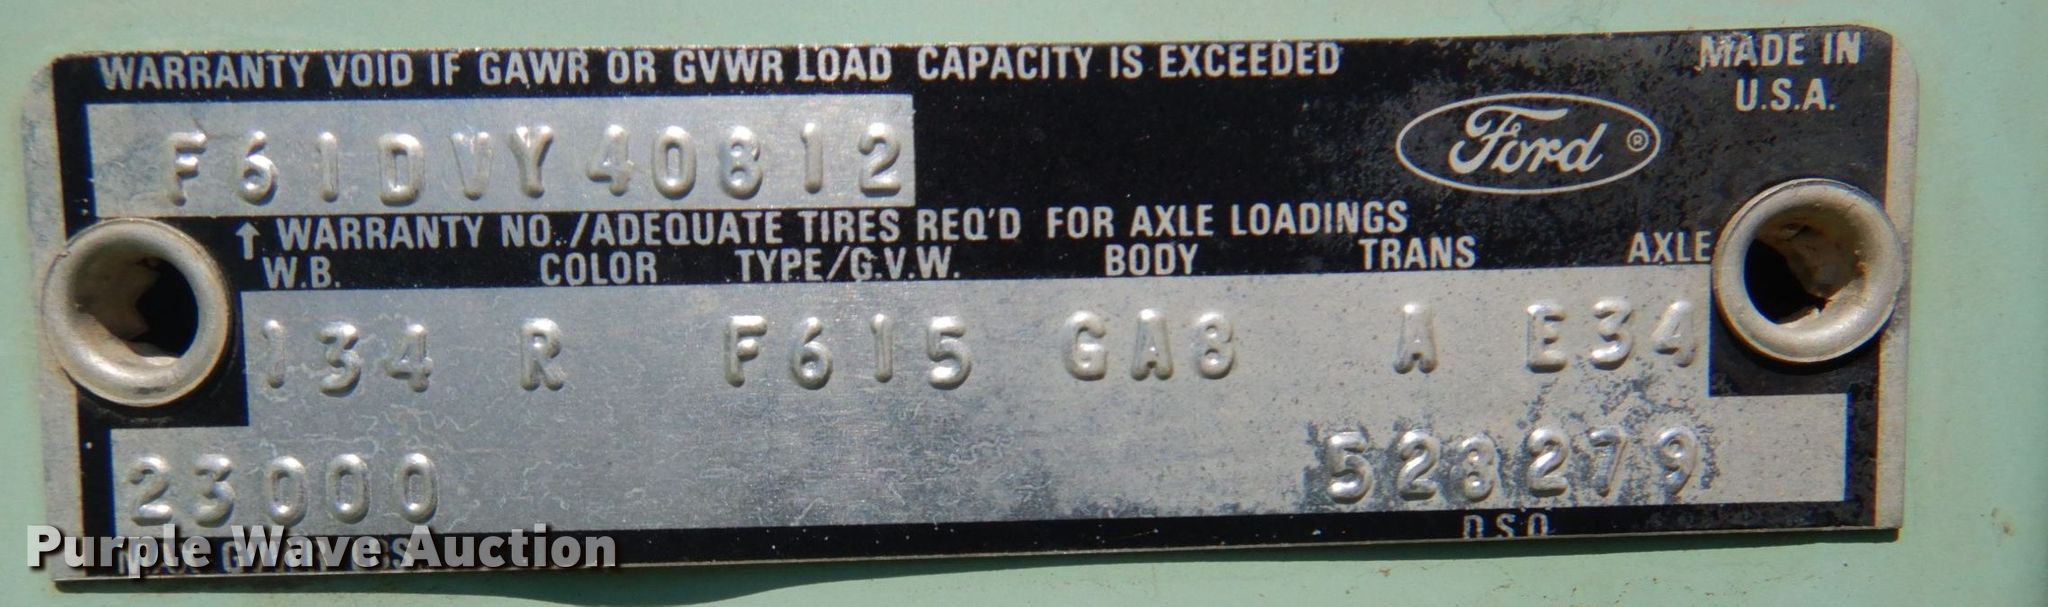 WARRANTY VOID IF GAWR OR GVWR LOAD CAPACITY IS EXCEEDED
MADE IN
U.S.A.
F61DVY40812
Ford ®
↑ WARRANTY NO./ADEQUATE TIRES REQ'D FOR AXLE LOADINGS
W.B. COLOR TYPE/G.V.W. BODY TRANS AXLE
134 R F615 GA8 A E34
23000 528279
D.S.O.
Purple Wave Auction